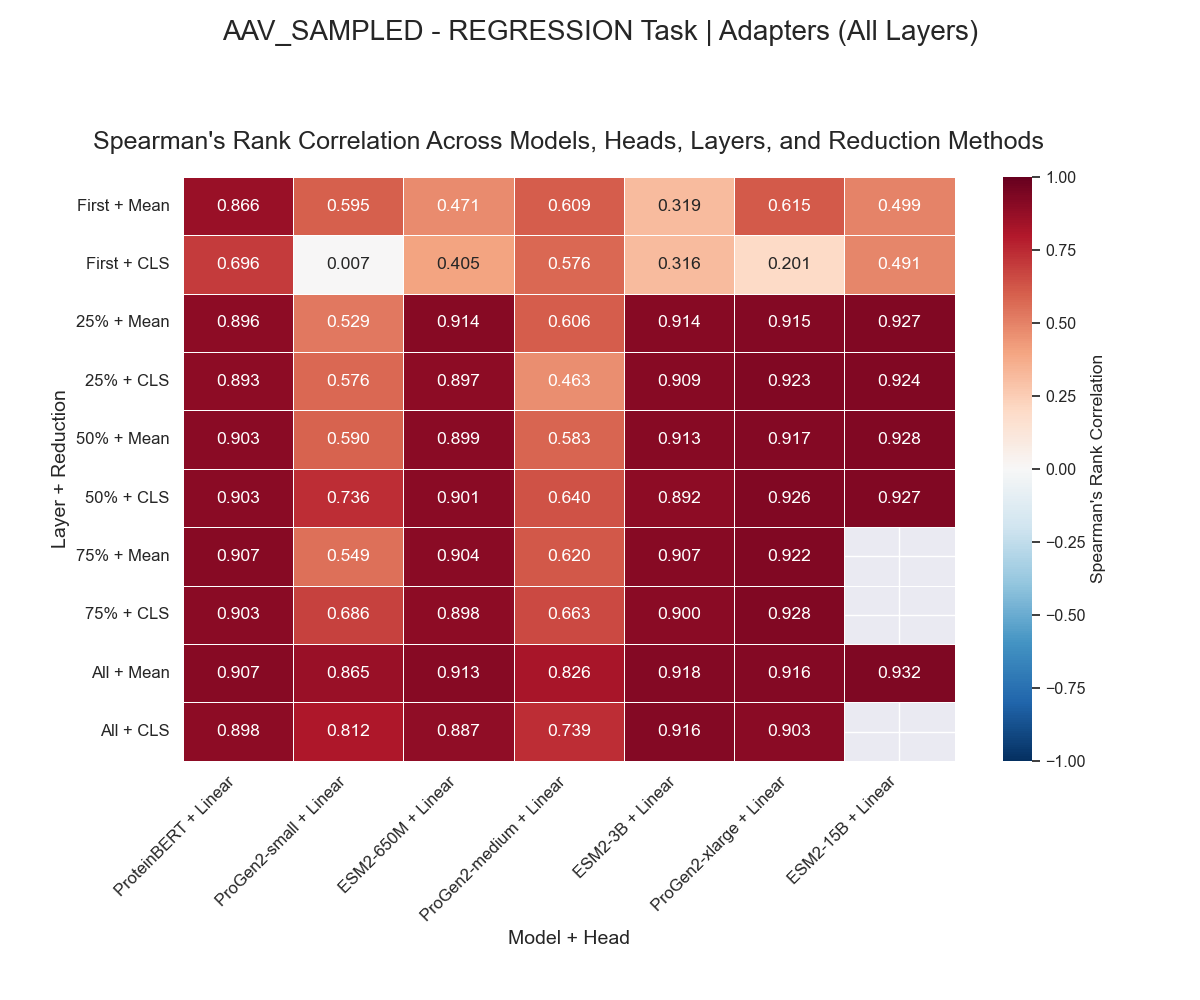 AAV_SAMPLED - REGRESSION Task | Adapters (All Layers)
Spearman's Rank Correlation Across Models, Heads, Layers, and Reduction Methods
Layer + Reduction
First + Mean 0.866 0.595 0.471 0.609 0.319 0.615 0.499
First + CLS 0.696 0.007 0.405 0.576 0.316 0.201 0.491
25% + Mean 0.896 0.529 0.914 0.606 0.914 0.915 0.927
25% + CLS 0.893 0.576 0.897 0.463 0.909 0.923 0.924
50% + Mean 0.903 0.590 0.899 0.583 0.913 0.917 0.928
50% + CLS 0.903 0.736 0.901 0.640 0.892 0.926 0.927
75% + Mean 0.907 0.549 0.904 0.620 0.907 0.922
75% + CLS 0.903 0.686 0.898 0.663 0.900 0.928
All + Mean 0.907 0.865 0.913 0.826 0.918 0.916 0.932
All + CLS 0.898 0.812 0.887 0.739 0.916 0.903
ProteinBERT + Linear
ProGen2-small + Linear
ESM2-650M + Linear
ProGen2-medium + Linear
ESM2-3B + Linear
ProGen2-xlarge + Linear
ESM2-15B + Linear
Model + Head
1.00
0.75
0.50
0.25
0.00
−0.25
−0.50
−0.75
−1.00
Spearman's Rank Correlation